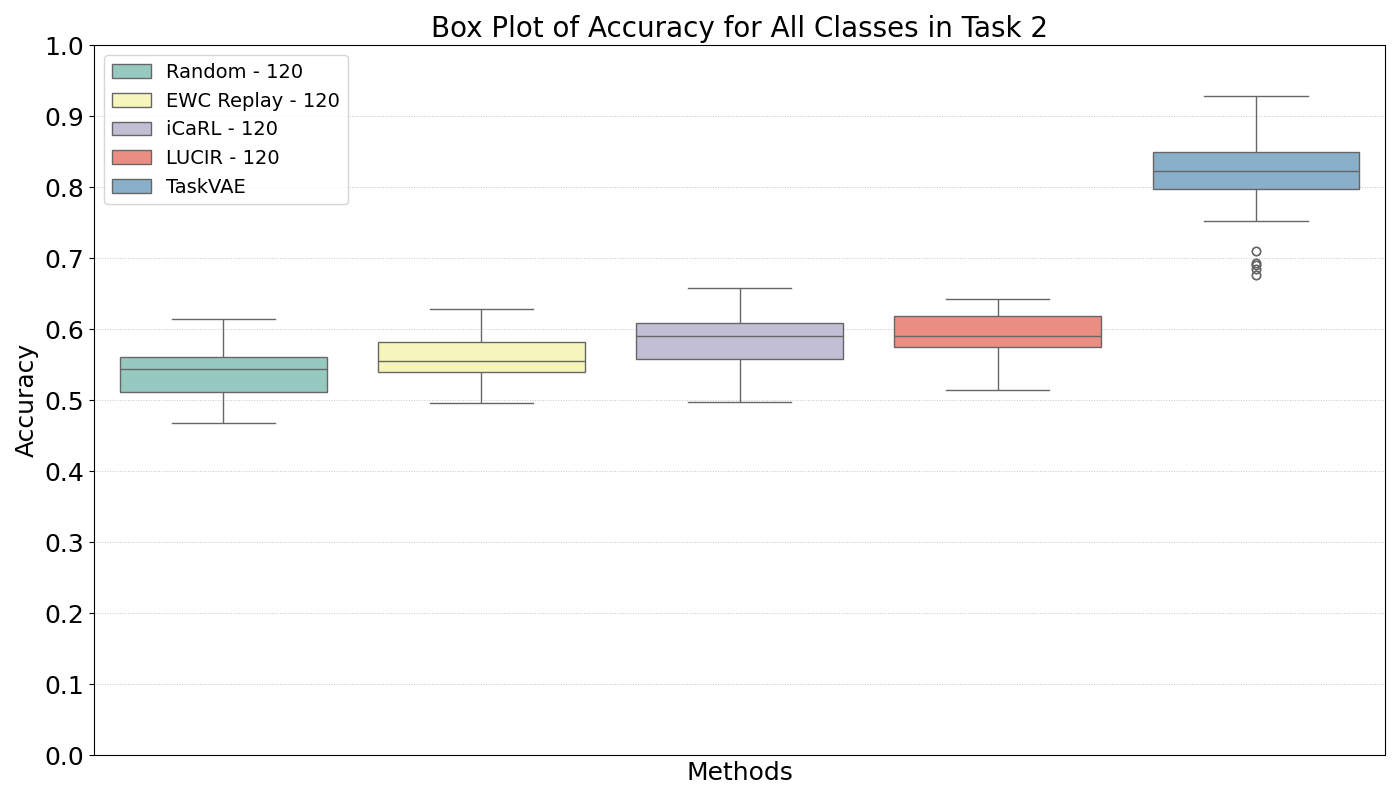 Box Plot of Accuracy for All Classes in Task 2
1.0
0.9
0.8
0.7
0.6
0.5
0.4
0.3
0.2
0.1
0.0
Accuracy
Random - 120
EWC Replay - 120
iCaRL - 120
LUCIR - 120
TaskVAE
Methods